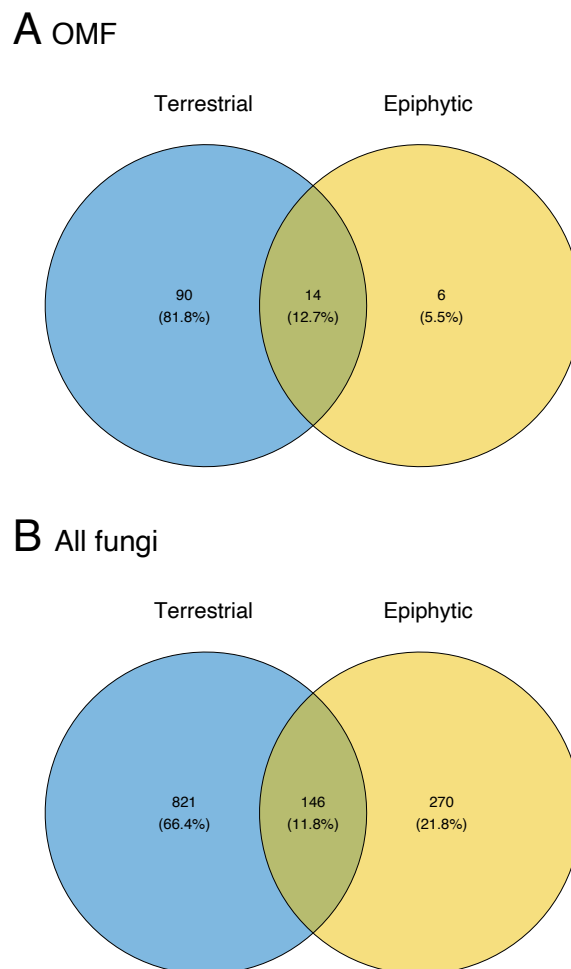 A OMF
Terrestrial Epiphytic
90 14 6
(81.8%) (12.7%) (5.5%)
B All fungi
Terrestrial Epiphytic
821 146 270
(66.4%) (11.8%) (21.8%)